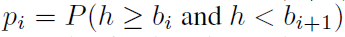 p_i = P(h ≥ b_i and h < b_{i+1})